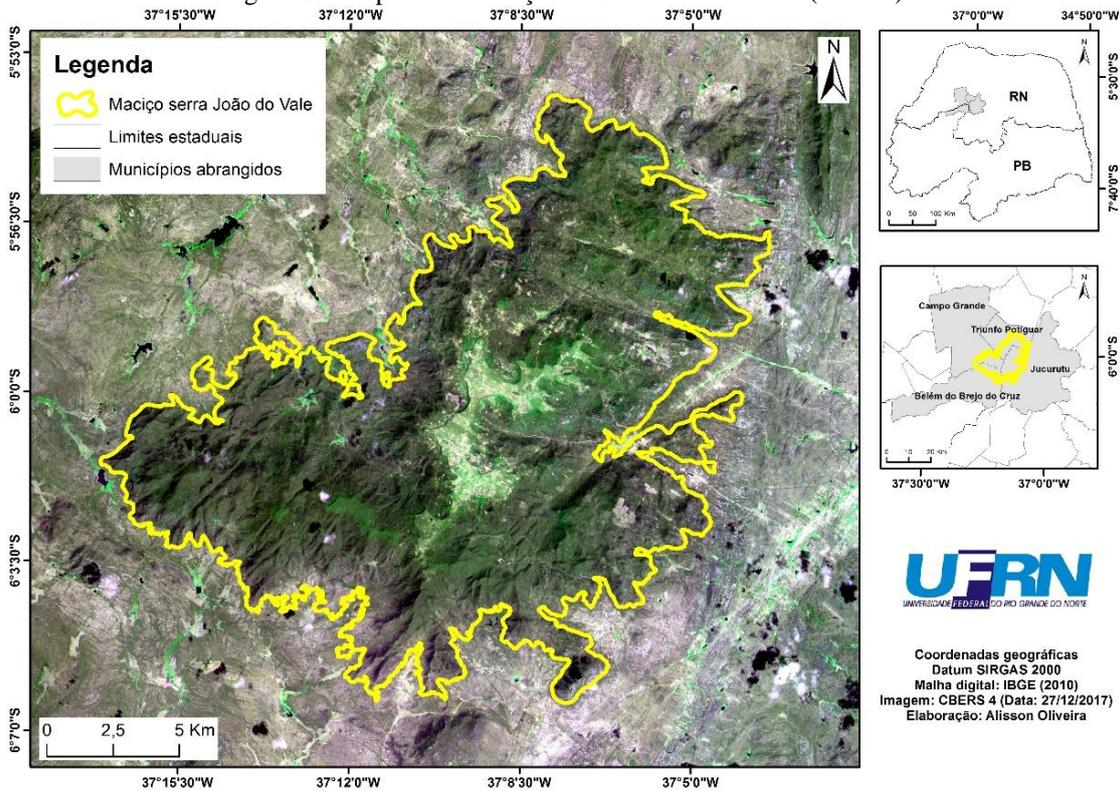 37°15'30"W 37°12'0"W 37°8'30"W 37°5'0"W
5°53'0"S
5°56'30"S
6°0'0"S
6°3'30"S
6°7'0"S
Legenda
Maciço serra João do Vale
Limites estaduais
Municípios abrangidos
N
0 2,5 5 Km
37°15'30"W 37°12'0"W 37°8'30"W 37°5'0"W
37°0'0"W 34°50'0"W
N
RN
PB
0 50 100 Km
5°30'0"S
7°40'0"S
N
Campo Grande
Triunfo Potiguar
Jucurutu
Belém do Brejo do Cruz
0 10 20 Km
6°0'0"S
37°30'0"W 37°0'0"W
UFRN
UNIVERSIDADE FEDERAL DO RIO GRANDE DO NORTE
Coordenadas geográficas
Datum SIRGAS 2000
Malha digital: IBGE (2010)
Imagem: CBERS 4 (Data: 27/12/2017)
Elaboração: Alisson Oliveira